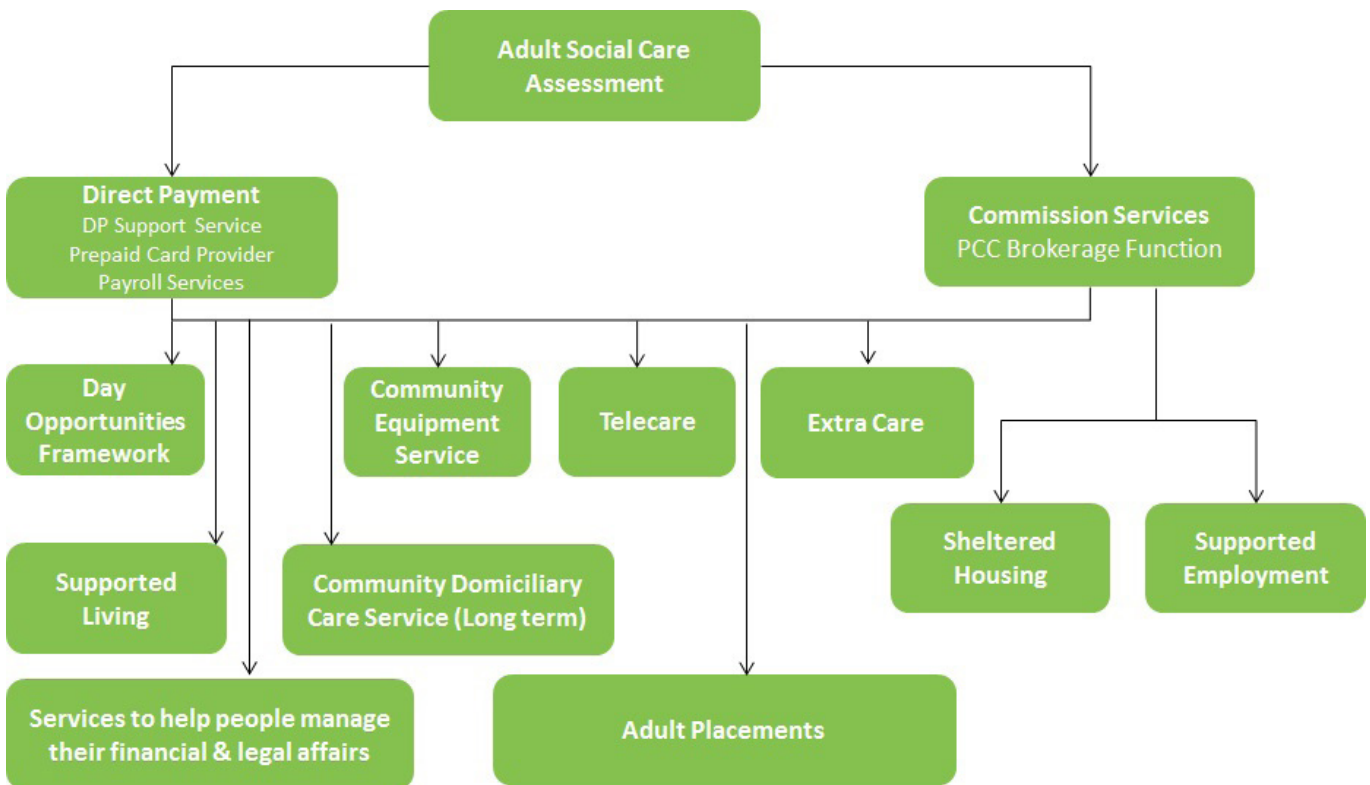 Adult Social Care
Assessment
Direct Payment
DP Support Service
Prepaid Card Provider
Payroll Services
Commission Services
PCC Brokerage Function
Day
Opportunities
Framework
Community
Equipment
Service
Telecare
Extra Care
Sheltered
Housing
Supported
Employment
Supported
Living
Community Domiciliary
Care Service (Long term)
Services to help people manage
their financial & legal affairs
Adult Placements